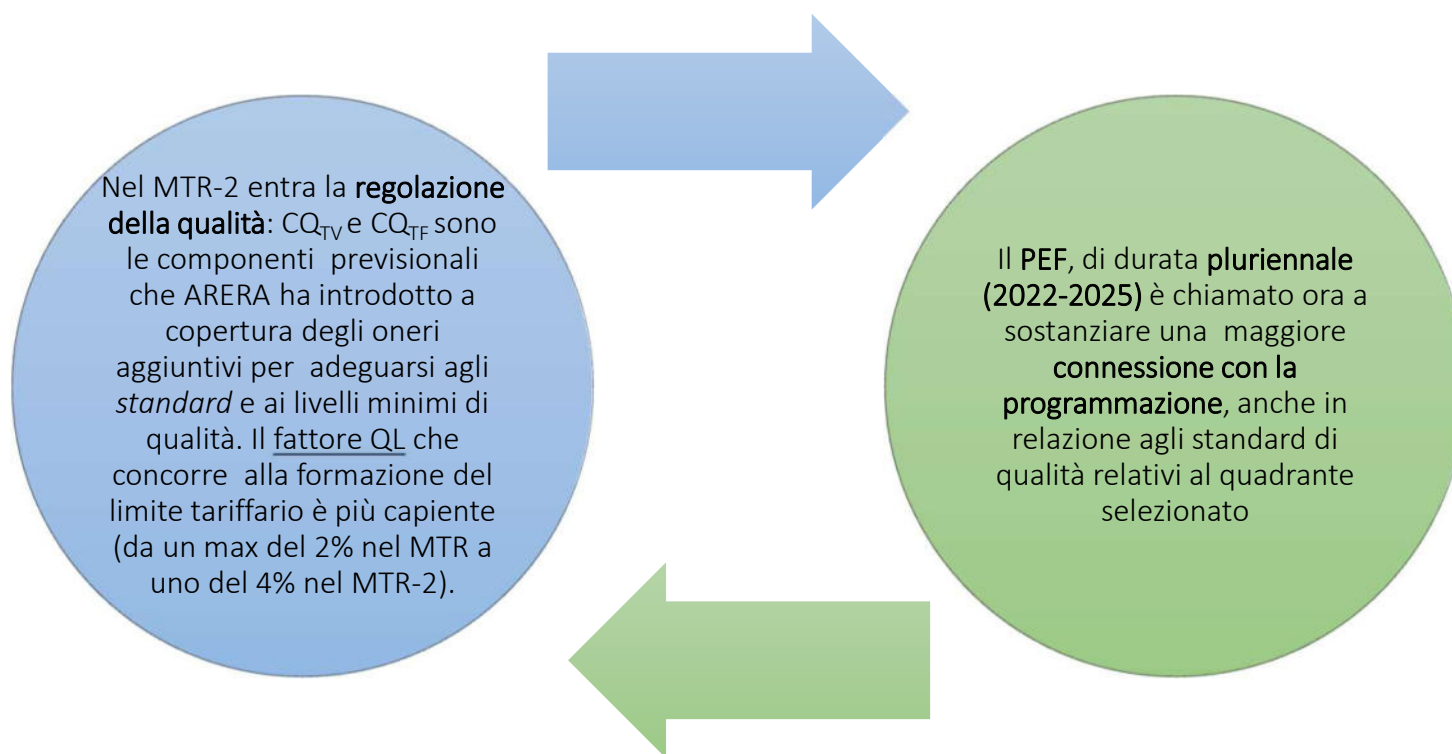 Nel MTR-2 entra la regolazione
della qualità: CQTV e CQTF sono
le componenti previsionali
che ARERA ha introdotto a
copertura degli oneri
aggiuntivi per adeguarsi agli
standard e ai livelli minimi di
qualità. Il fattore QL che
concorre alla formazione del
limite tariffario è più capiente
(da un max del 2% nel MTR a
uno del 4% nel MTR-2).
Il PEF, di durata pluriennale
(2022-2025) è chiamato ora a
sostanziare una maggiore
connessione con la
programmazione, anche in
relazione agli standard di
qualità relativi al quadrante
selezionato